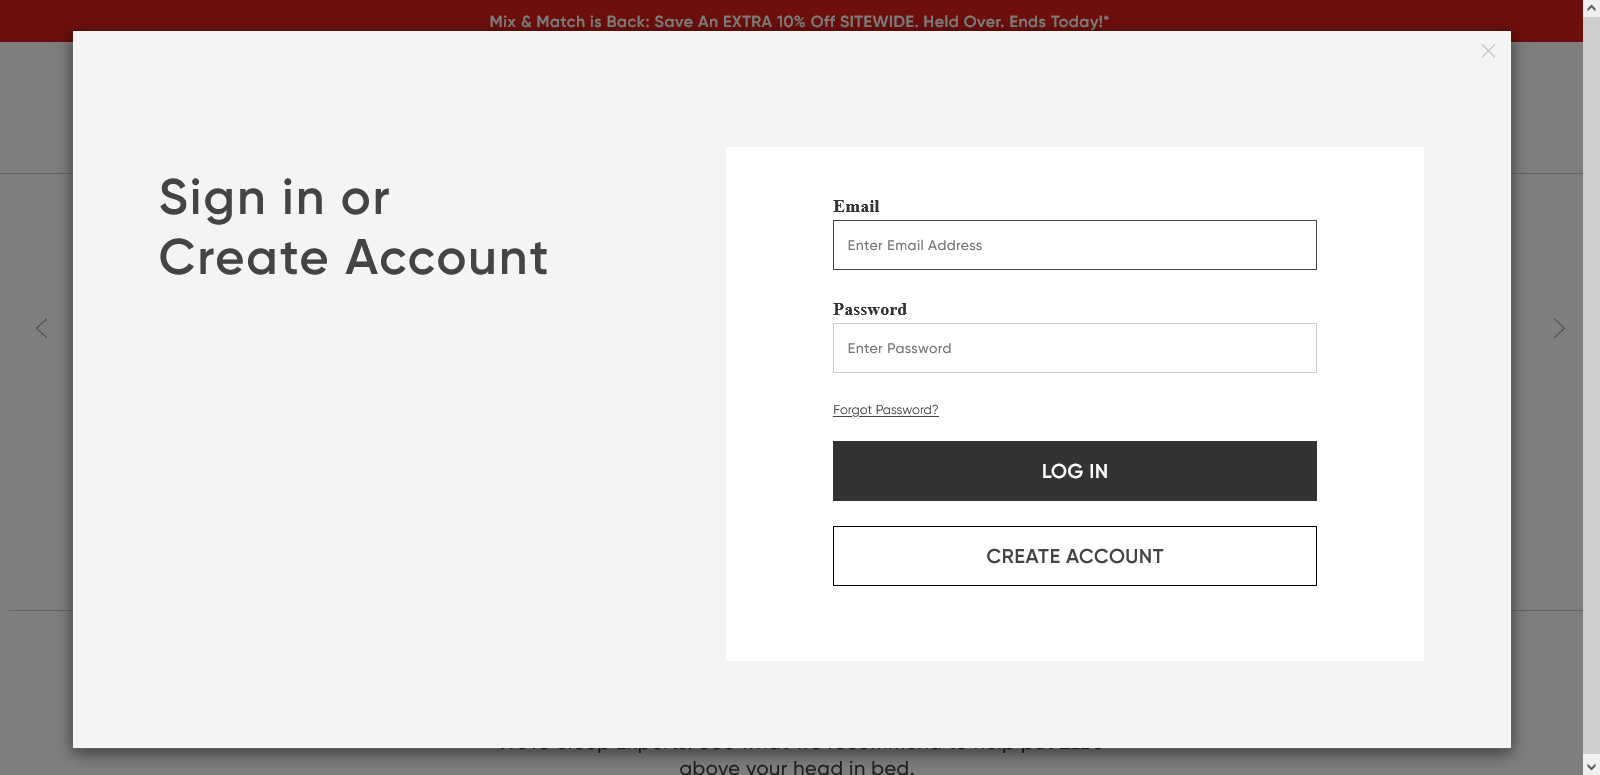 Mix & Match is Back: Save An EXTRA 10% Off SITEWIDE. Held Over. Ends Today!*
Sign in or
Create Account
Email
Enter Email Address
Password
Enter Password
Forgot Password?
LOG IN
CREATE ACCOUNT
above your head in bed.